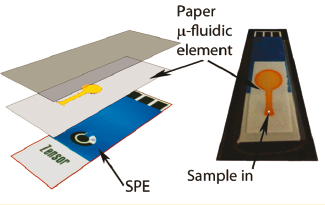 Paper
μ-fluidic
element
Zensor
SPE
Sample in